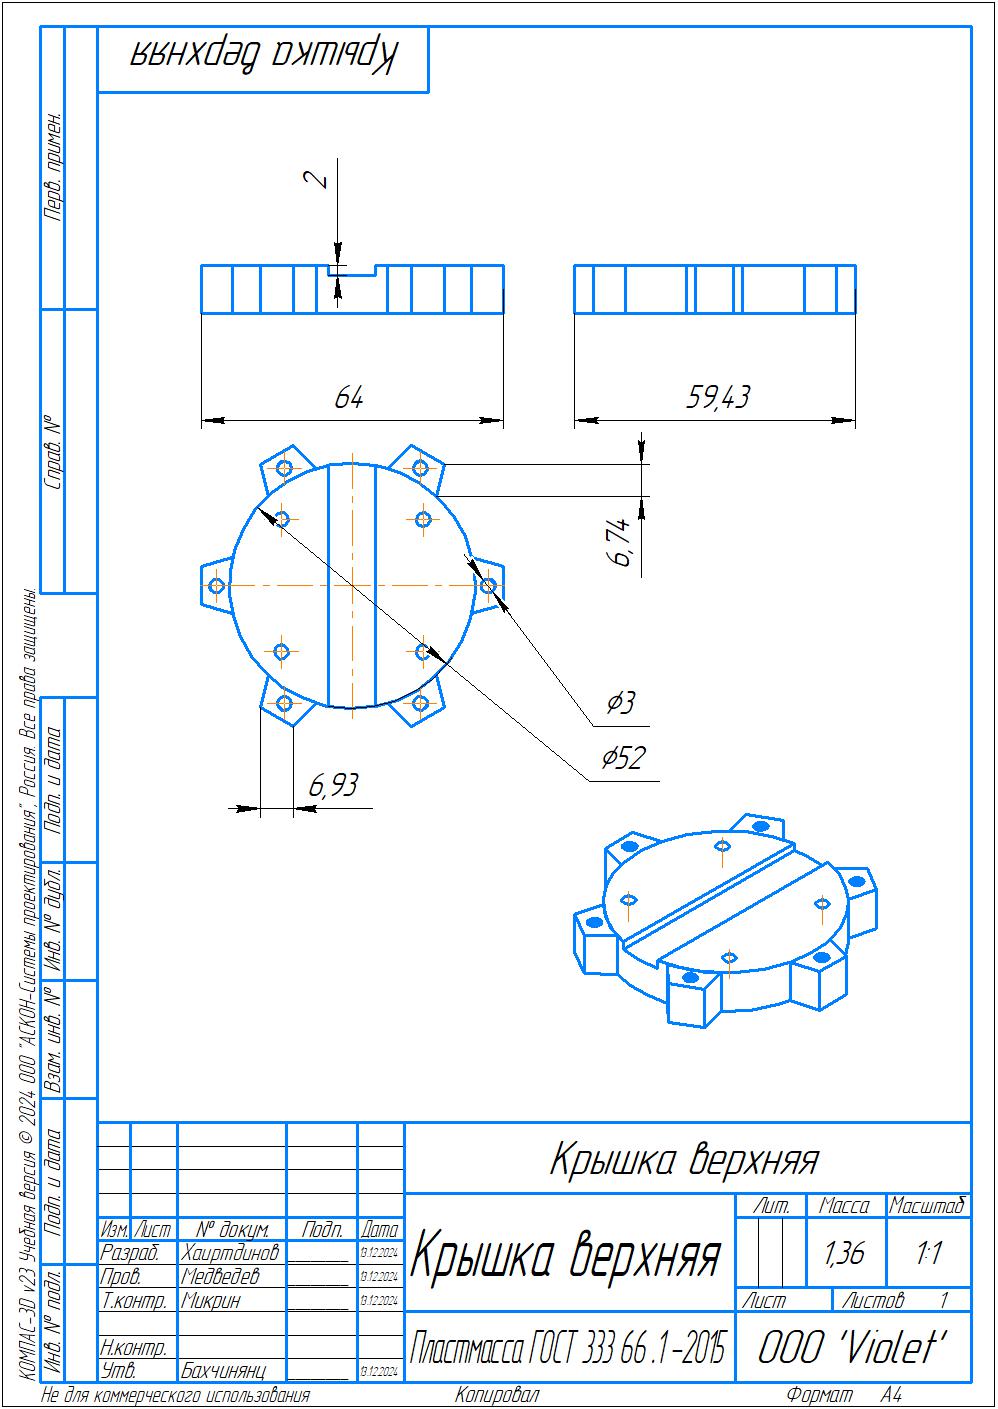 Крышка верхняя
Перв. примен.
Справ. №
Подп. и дата
Инв. № дубл.
Взам. инв. №
Подп. и дата
Инв. № подл.
КОМПАС-3D v23 Учебная версия © 2024 ООО "АСКОН-Системы проектирования", Россия. Все права защищены.
2
64
59,43
6,74
⌀3
⌀52
6,93
Крышка верхняя
Изм. Лист № докум. Подп. Дата
Разраб. Хаиртдинов 13.12.2024
Пров. Медведев 13.12.2024
Т.контр. Микрин 13.12.2024
Н.контр.
Утв. Бахчинянц 13.12.2024
Крышка верхняя
Лит. Масса Масштаб
1,36 1:1
Лист Листов 1
Пластмасса ГОСТ 333 66 .1-2015
ООО 'Violet'
Не для коммерческого использования Копировал Формат А4